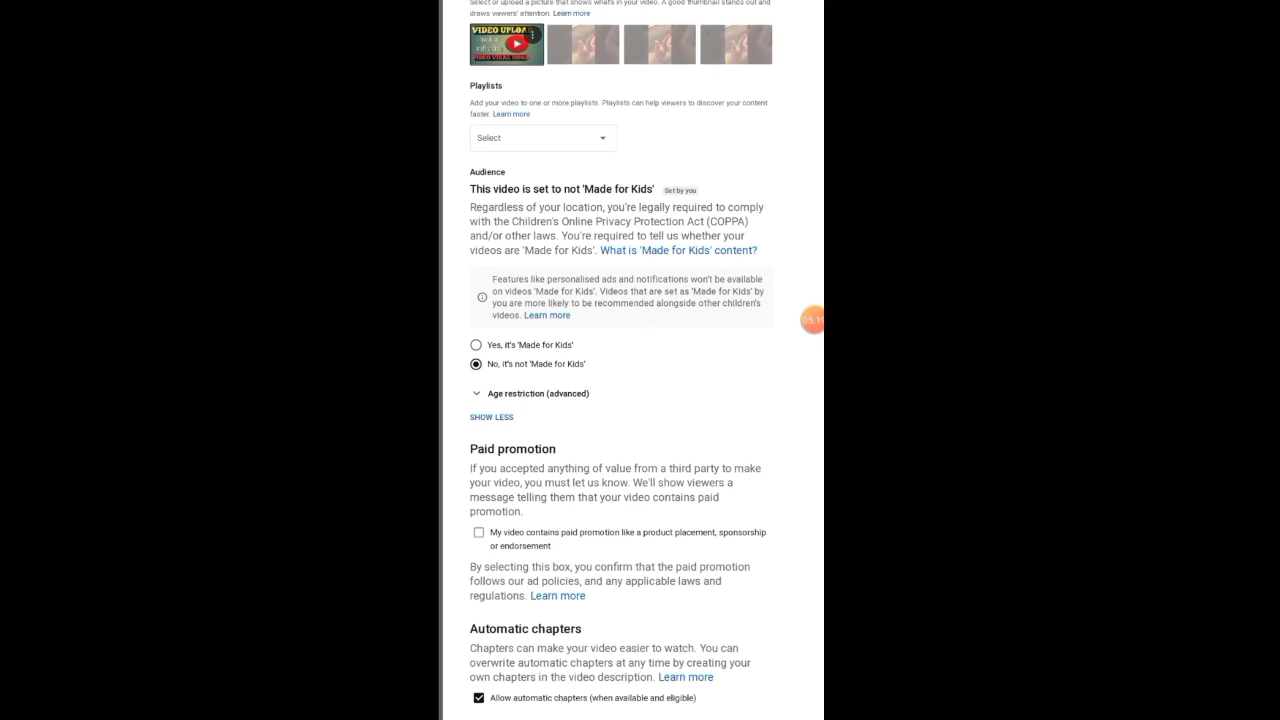 Select or upload a picture that shows what's in your video. A good thumbnail stands out and
draws viewers' attention. Learn more
VIDEO UPLOA
VIDEO VIRAL HOGA
Playlists
Add your video to one or more playlists. Playlists can help viewers to discover your content
faster. Learn more
Select
Audience
This video is set to not 'Made for Kids' Set by you
Regardless of your location, you're legally required to comply
with the Children's Online Privacy Protection Act (COPPA)
and/or other laws. You're required to tell us whether your
videos are 'Made for Kids'. What is 'Made for Kids' content?
Features like personalised ads and notifications won't be available
on videos 'Made for Kids'. Videos that are set as 'Made for Kids' by
you are more likely to be recommended alongside other children's
videos. Learn more
05:19
Yes, it's 'Made for Kids'
No, it's not 'Made for Kids'
Age restriction (advanced)
SHOW LESS
Paid promotion
If you accepted anything of value from a third party to make
your video, you must let us know. We'll show viewers a
message telling them that your video contains paid
promotion.
My video contains paid promotion like a product placement, sponsorship
or endorsement
By selecting this box, you confirm that the paid promotion
follows our ad policies, and any applicable laws and
regulations. Learn more
Automatic chapters
Chapters can make your video easier to watch. You can
overwrite automatic chapters at any time by creating your
own chapters in the video description. Learn more
Allow automatic chapters (when available and eligible)